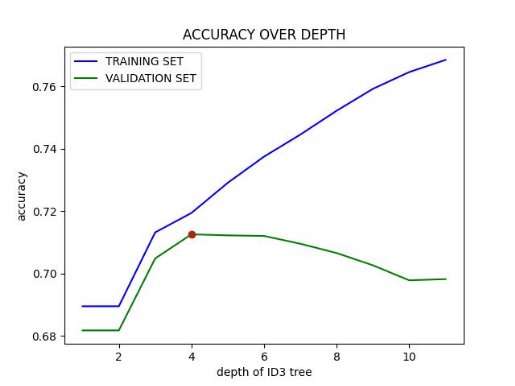 ACCURACY OVER DEPTH
TRAINING SET
VALIDATION SET
0.76
0.74
0.72
0.70
0.68
accuracy
2 4 6 8 10
depth of ID3 tree